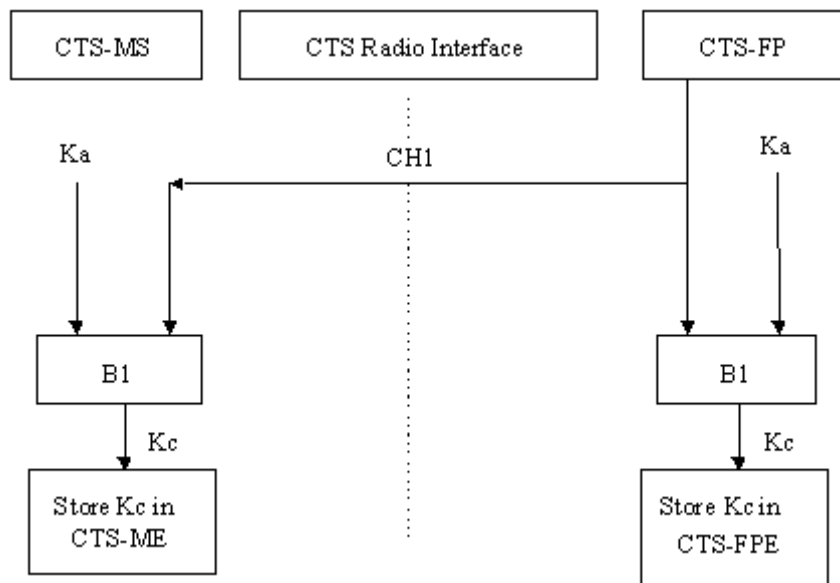 CTS-MS
CTS Radio Interface
CTS-FP
Ka
CH1
Ka
B1
B1
Kc
Kc
Store Kc in
CTS-ME
Store Kc in
CTS-FPE